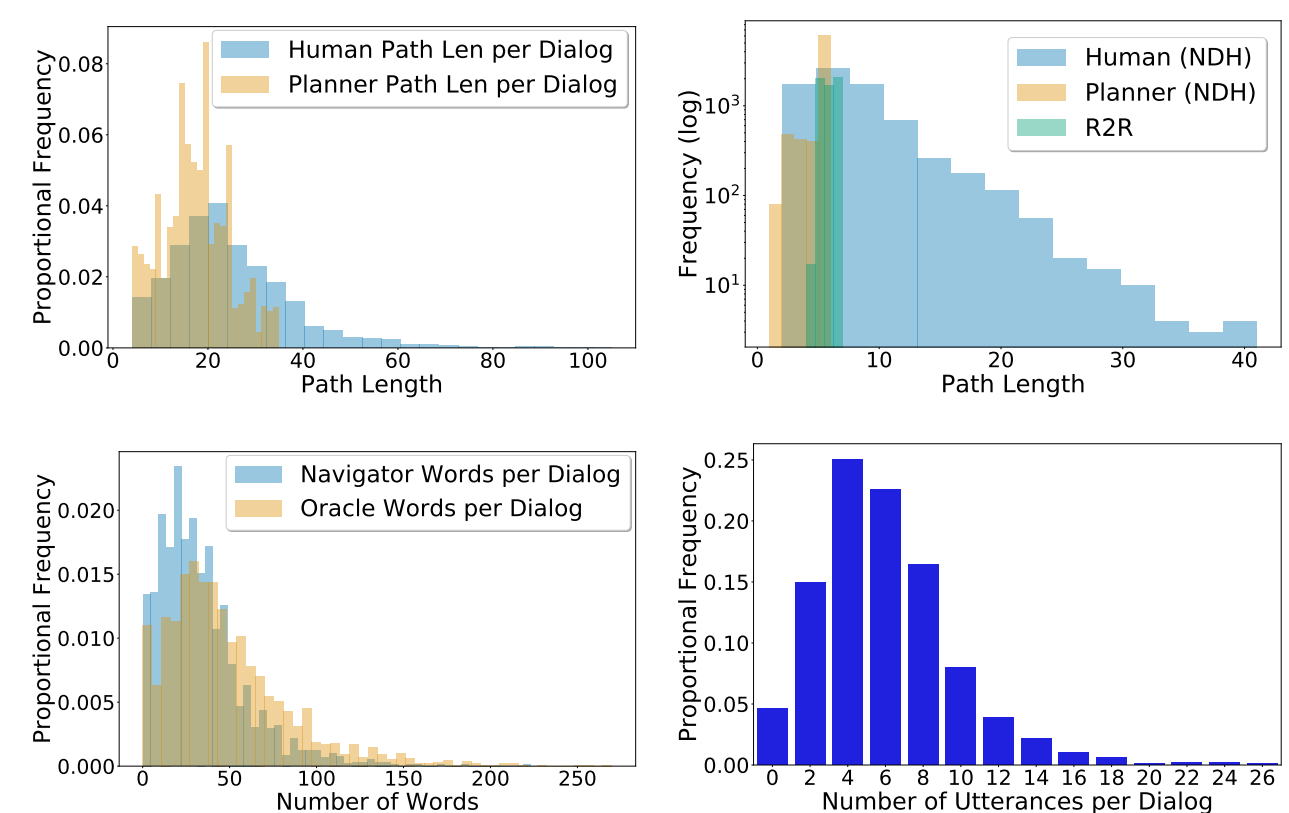 Human Path Len per Dialog
Planner Path Len per Dialog
Proportional Frequency
0.08
0.06
0.04
0.02
0.00
0 20 40 60 80 100
Path Length
Human (NDH)
Planner (NDH)
R2R
Frequency (log)
10³
10²
10¹
0 10 20 30 40
Path Length
Navigator Words per Dialog
Oracle Words per Dialog
Proportional Frequency
0.020
0.015
0.010
0.005
0.000
0 50 100 150 200 250
Number of Words
Proportional Frequency
0.25
0.20
0.15
0.10
0.05
0.00
0 2 4 6 8 10 12 14 16 18 20 22 24 26
Number of Utterances per Dialog